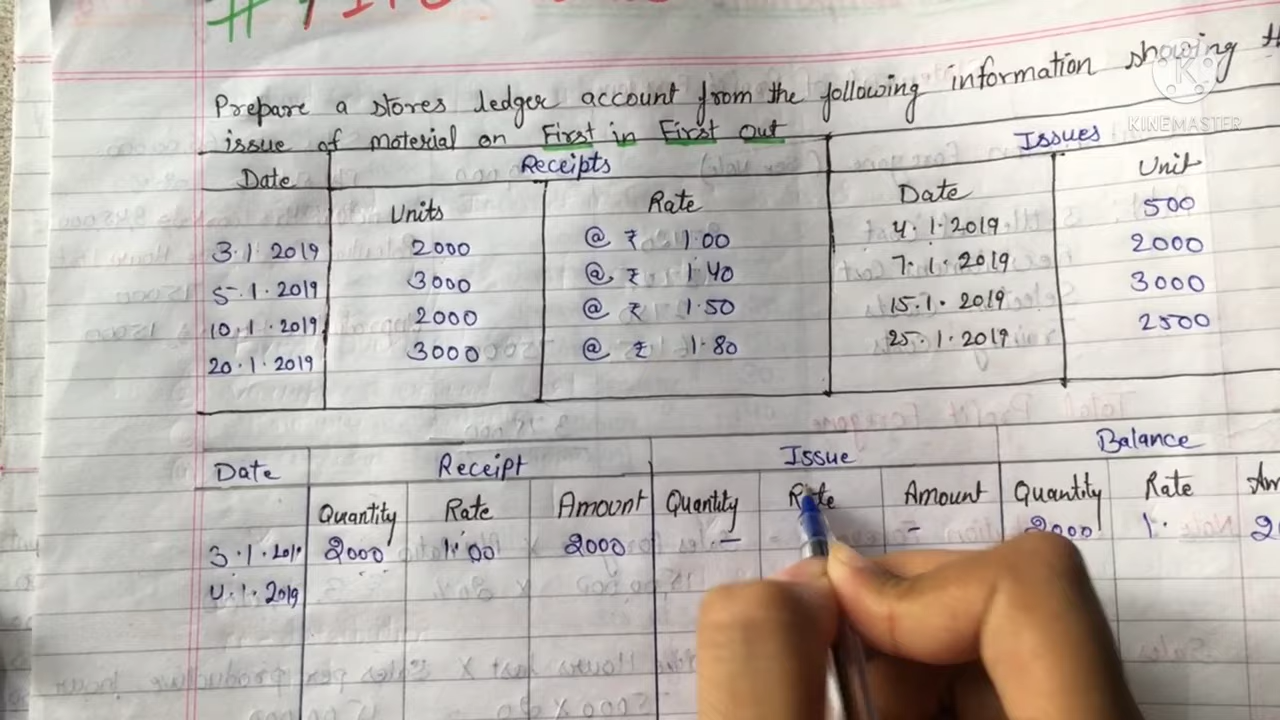 Prepare a stores ledger account from the following information showing
issue of material on First in First Out
Date Receipts Issues
Units Rate Date Unit
3.1.2019 2000 @ ₹ 1.00 4.1.2019 500
5.1.2019 3000 @ ₹ 1.40 7.1.2019 2000
10.1.2019 2000 @ ₹ 1.50 15.1.2019 3000
20.1.2019 3000 @ ₹ 1.80 25.1.2019 2500
Date Receipt Issue Balance
Quantity Rate Amount Quantity Rate Amount Quantity Rate
3.1.2019 2000 1.00 2000 - - 2000 1.
4.1.2019
KINEMASTER